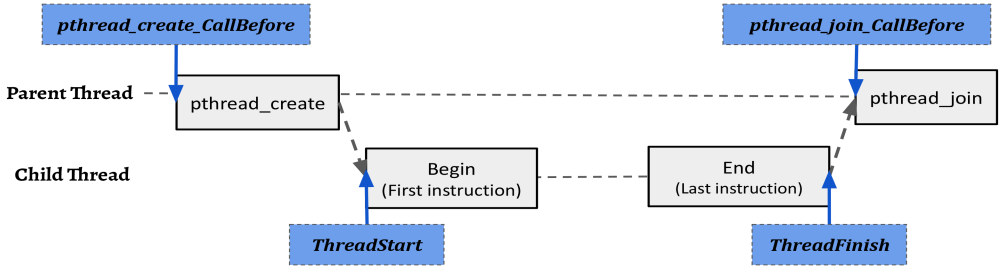 pthread_create_CallBefore
pthread_join_CallBefore
Parent Thread
pthread_create
pthread_join
Child Thread
Begin
(First instruction)
End
(Last instruction)
ThreadStart
ThreadFinish